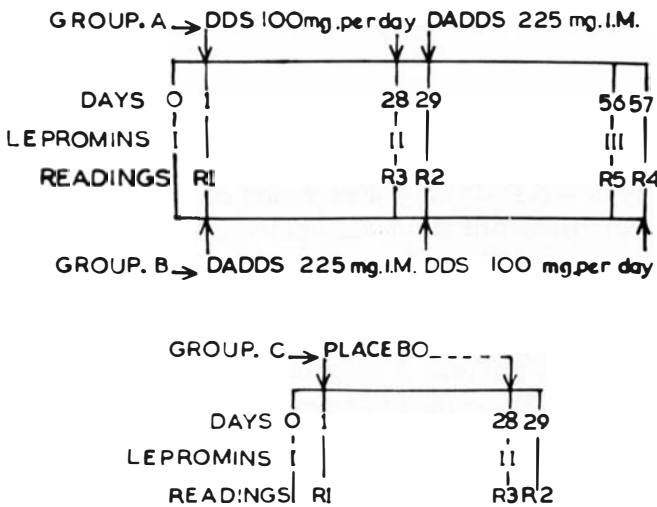 GROUP. A → DDS 100mg. per day DADDS 225 mg. I.M.
DAYS 0 1 28 29 56 57
LEPROMINS I II III
READINGS R1 R3 R2 R5 R4
GROUP. B → DADDS 225 mg. I.M. DDS 100 mg. per day
GROUP. C → PLACEBO
DAYS 0 1 28 29
LEPROMINS I II
READINGS R1 R3 R2